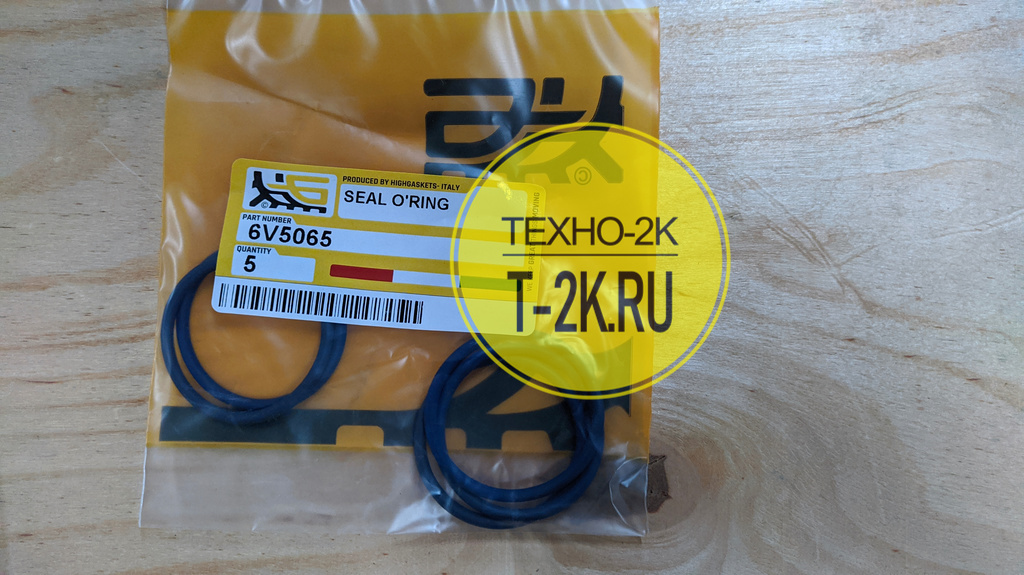 PRODUCED BY HIGHGASKETS- ITALY
SEAL O'RING
PART NUMBER
6V5065
QUANTITY
5
©
©
ТЕХНО-2К
T-2K.RU